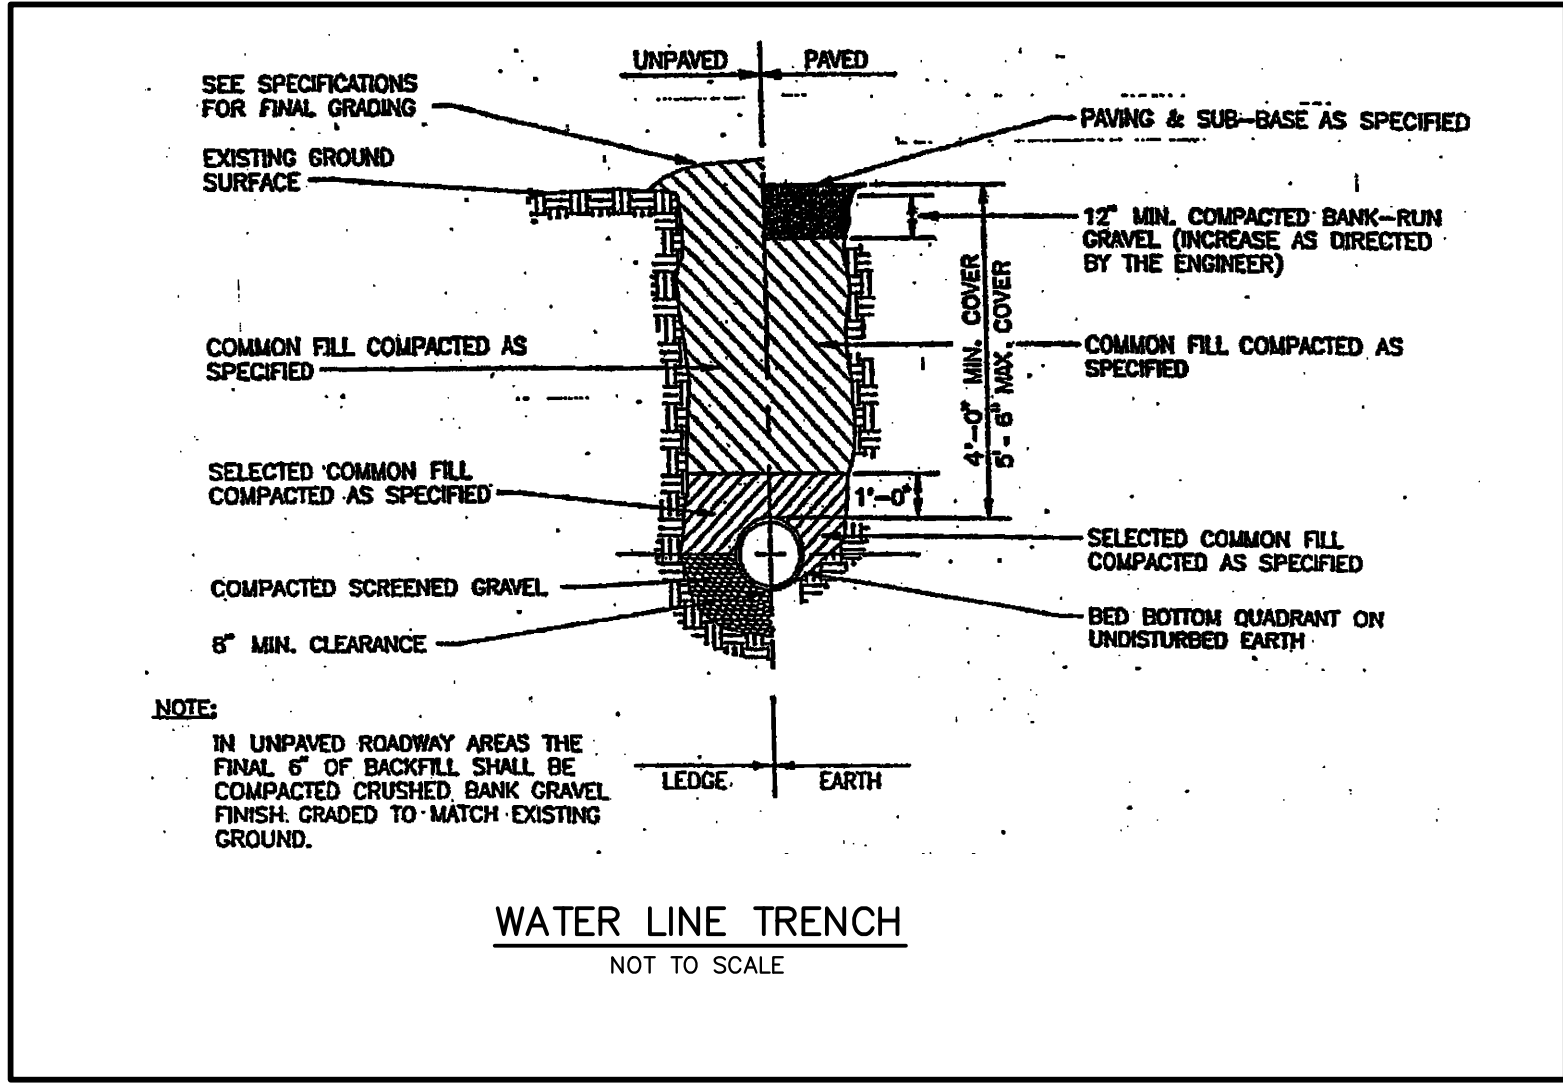 UNPAVED PAVED
SEE SPECIFICATIONS
FOR FINAL GRADING
EXISTING GROUND
SURFACE
COMMON FILL COMPACTED AS
SPECIFIED
SELECTED COMMON FILL
COMPACTED AS SPECIFIED
COMPACTED SCREENED GRAVEL
6" MIN. CLEARANCE
PAVING & SUB-BASE AS SPECIFIED
12" MIN. COMPACTED BANK-RUN
GRAVEL (INCREASE AS DIRECTED
BY THE ENGINEER)
4'-0" MIN. COVER
5'-6" MAX. COVER
COMMON FILL COMPACTED AS
SPECIFIED
1'-0"
SELECTED COMMON FILL
COMPACTED AS SPECIFIED
BED BOTTOM QUADRANT ON
UNDISTURBED EARTH
NOTE:
IN UNPAVED ROADWAY AREAS THE
FINAL 6" OF BACKFILL SHALL BE
COMPACTED CRUSHED BANK GRAVEL
FINISH GRADED TO MATCH EXISTING
GROUND.
LEDGE EARTH
WATER LINE TRENCH
NOT TO SCALE